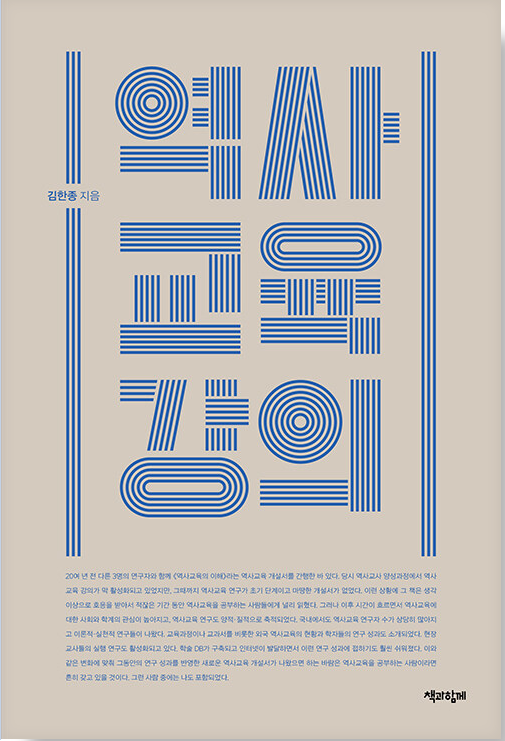 역사
김한종 지음
교육
강의
20여 년 전 다른 3명의 연구자와 함께 《역사교육의 이해》라는 역사교육 개설서를 간행한 바 있다. 당시 역사교사 양성과정에서 역사
교육 강의가 막 활성화되고 있었지만, 그때까지 역사교육 연구가 초기 단계이고 마땅한 개설서가 없었다. 이런 상황에 그 책은 생각
이상으로 호응을 받아서 적잖은 기간 동안 역사교육을 공부하는 사람들에게 널리 읽혔다. 그러나 이후 시간이 흐르면서 역사교육에
대한 사회와 학계의 관심이 높아지고, 역사교육 연구도 양적·질적으로 축적되었다. 국내에서도 역사교육 연구자 수가 상당히 많아지
고 이론적·실천적 연구들이 나왔다. 교육과정이나 교과서를 비롯한 외국 역사교육의 현황과 학자들의 연구 성과도 소개되었다. 현장
교사들의 실행 연구도 활성화되고 있다. 학술 DB가 구축되고 인터넷이 발달하면서 이런 연구 성과에 접하기도 훨씬 쉬워졌다. 이와
같은 변화에 맞춰 그동안의 연구 성과를 반영한 새로운 역사교육 개설서가 나왔으면 하는 바람은 역사교육을 공부하는 사람이라면
흔히 갖고 있을 것이다. 그런 사람 중에는 나도 포함되었다.
책과함께